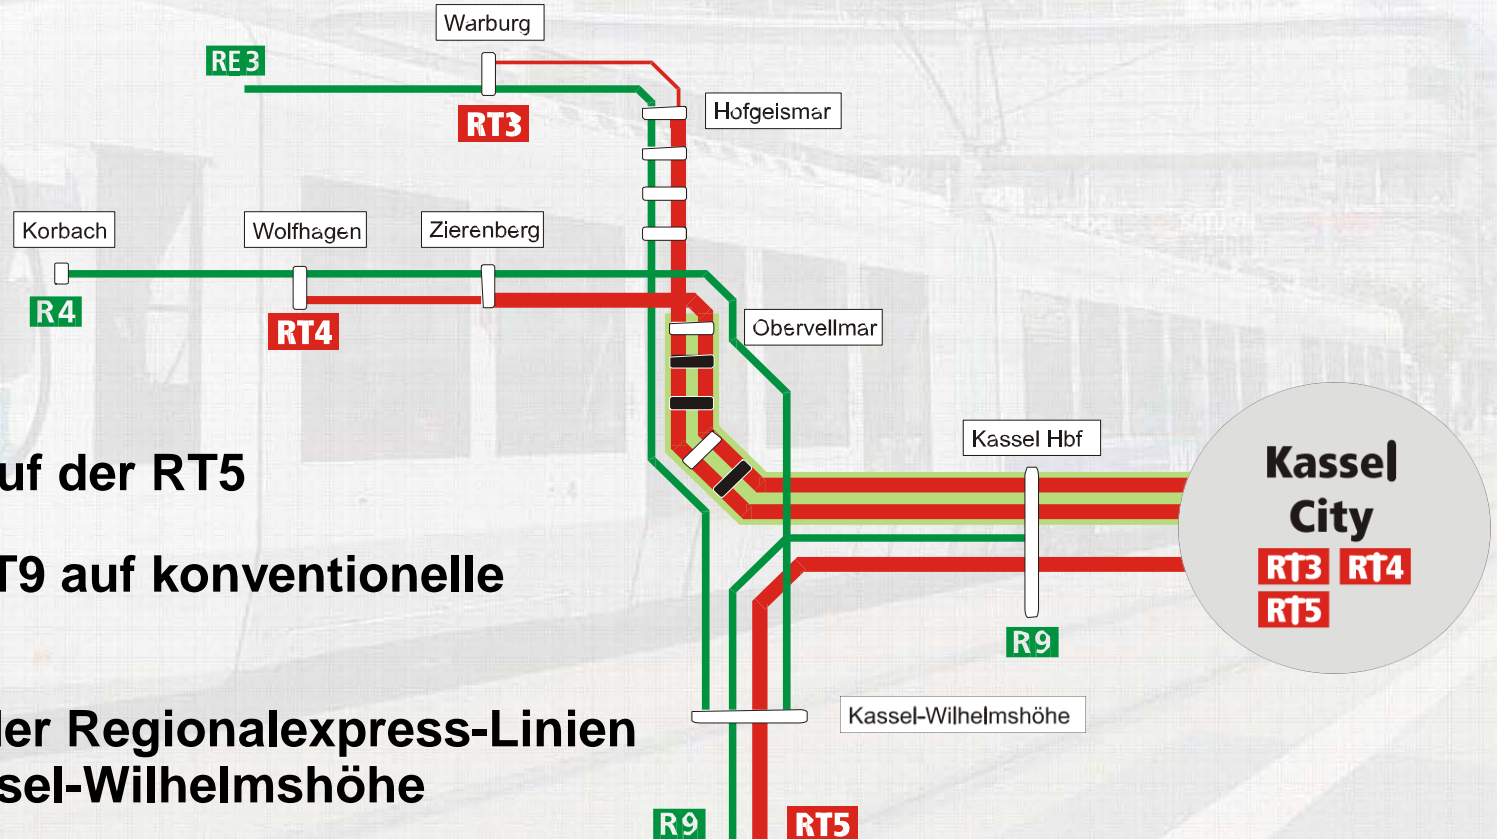 Warburg
RE3
RT3
Hofgeismar
Korbach
Wolfhagen
Zierenberg
R4
RT4
Obervellmar
Kassel Hbf
uf der RT5
Kassel
City
RT3 RT4
RT5
T9 auf konventionelle
R9
Kassel-Wilhelmshöhe
der Regionalexpress-Linien
sel-Wilhelmshöhe
R9
RT5